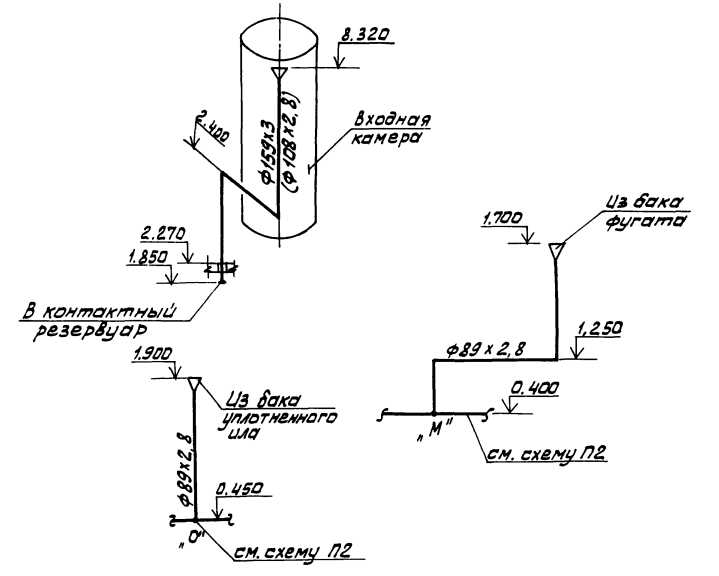 8.320
2.400
ф159х3
(ф108х2,8)
Входная
камера
2.270
1.850
В контактный
резервуар
1.700
Из бака
фугата
ф89х2,8
1,250
0.400
„М"
см. схему П2
1.900
Из бака
уплотненного
ила
ф89х2,8
0.450
„О"
см. схему П2